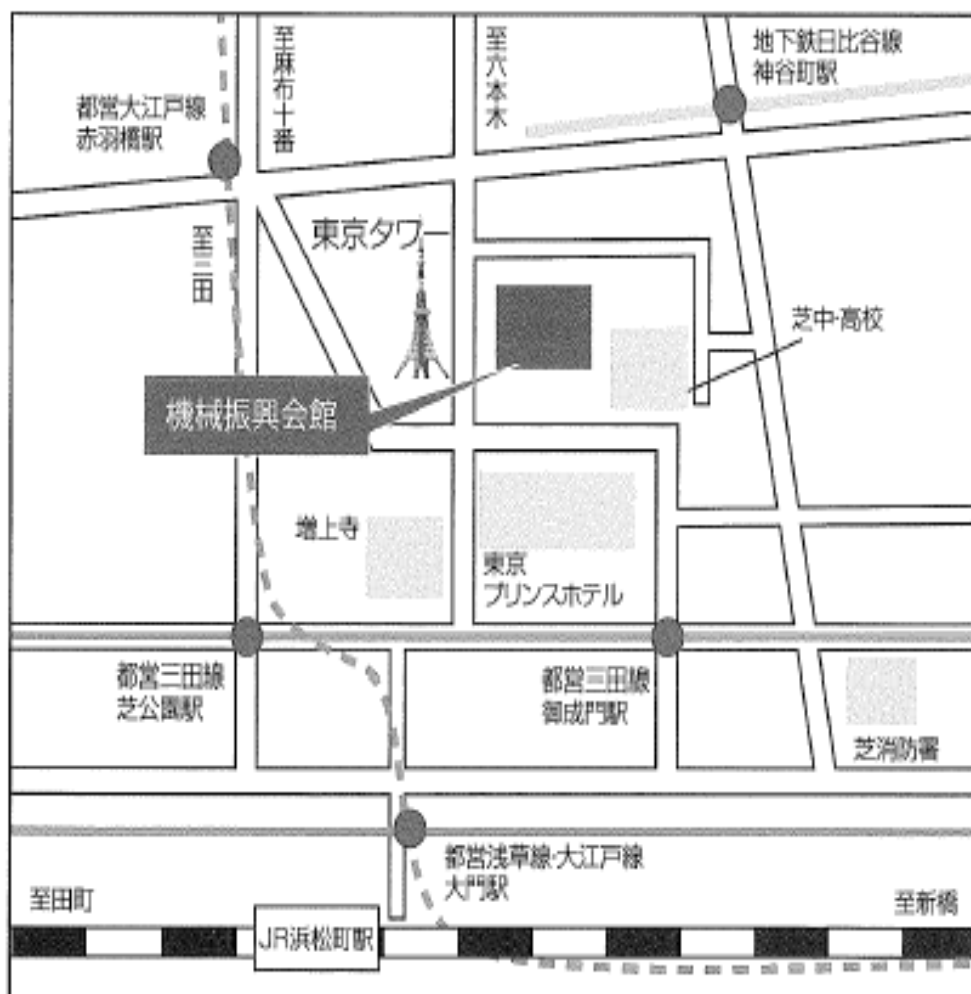 至麻布十番
至六本木
地下鉄日比谷線
神谷町駅
都営大江戸線
赤羽橋駅
至三田
東京タワー
芝中・高校
機械振興会館
増上寺
東京
プリンスホテル
都営三田線
芝公園駅
都営三田線
御成門駅
芝消防署
都営浅草線・大江戸線
大門駅
至田町
至新橋
JR浜松町駅